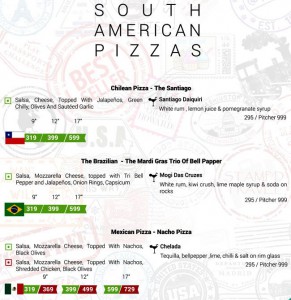 SOUTH
AMERICAN
PIZZAS
Chilean Pizza - The Santiago
Salsa, Cheese, Topped With Jalapeños, Green
Chilly, Olives And Sautéd Garlic
Santiago Daiquiri
White rum , lemon juice & pomegranate syrup
295 / Pitcher 999
9" 12" 17"
319 399 599
The Brazilian - The Mardi Gras Trio Of Bell Papper
Salsa, Mozzarella Cheese, topped with Tri Bell
Pepper and Jalapeños, Onion Rings, Capsicum
Mogi Das Cruzes
White rum, kiwi crush, lime maple syrup & soda on
rocks
295 / Pitcher 999
9" 12" 17"
319 399 599
Mexican Pizza - Nacho Pizza
Salsa, Mozzarella Cheese, Topped With Nachos,
Black Olives
Salsa, Mozzarella Cheese, Topped with Nachos,
Shredded Chicken, Black Olives
Chelada
Tequila, bellpepper ,lime, chilli & salt on rim glass
295 / Pitcher 999
9" 12" 17"
319 369 399 499 599 729